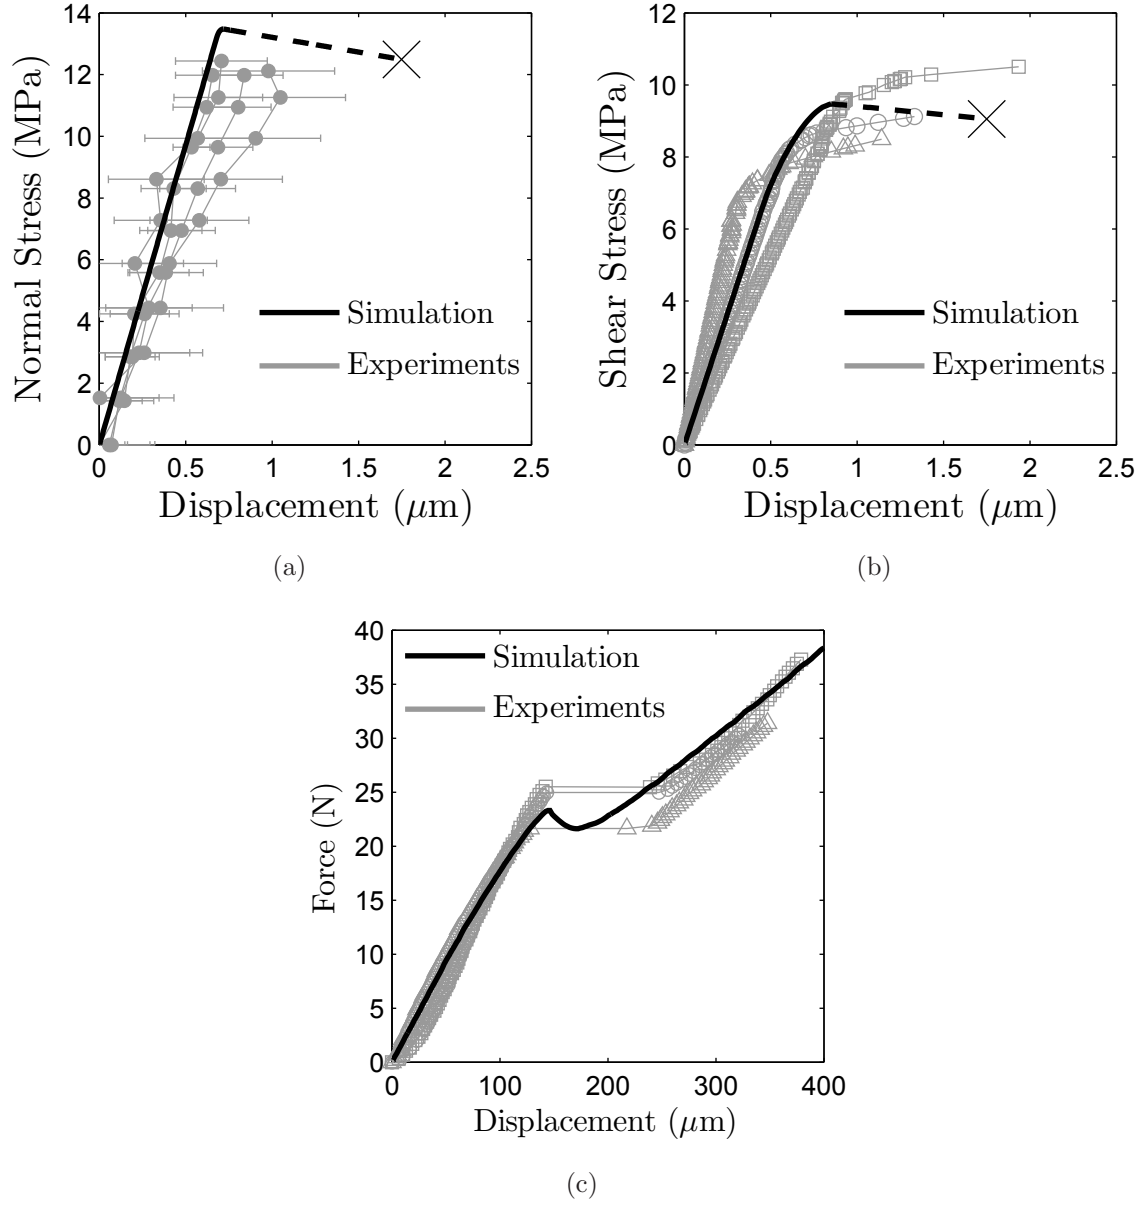 14
12
10
8
6
4
2
0
Normal Stress (MPa)
Simulation
Experiments
0 0.5 1 1.5 2 2.5
Displacement (μm)
(a)
12
10
8
6
4
2
0
Shear Stress (MPa)
Simulation
Experiments
0 0.5 1 1.5 2 2.5
Displacement (μm)
(b)
40
35
30
25
20
15
10
5
0
Force (N)
Simulation
Experiments
0 100 200 300 400
Displacement (μm)
(c)